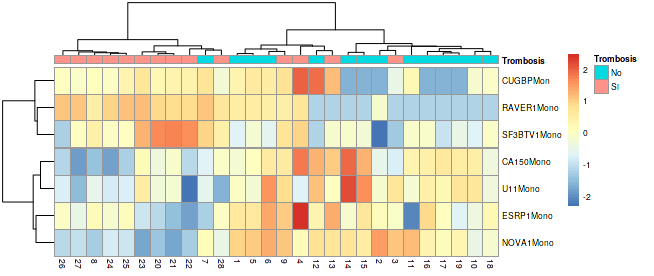 Trombosis
CUGBPMon
RAVER1Mono
SF3BTV1Mono
CA150Mono
U11Mono
ESRP1Mono
NOVA1Mono
26 27 8 24 25 23 20 21 22 7 28 1 5 6 9 4 12 13 14 15 2 3 11 16 17 19 10 18
2
1
0
-1
-2
Trombosis
No
SI